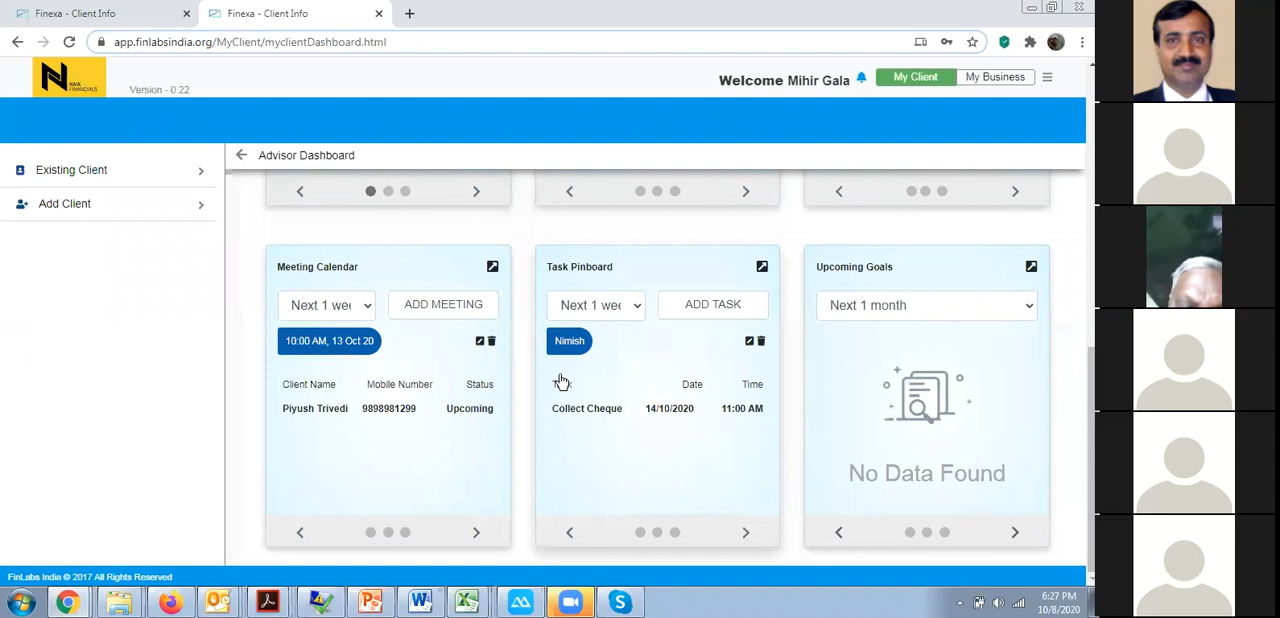 Finexa - Client Info
Finexa - Client Info
app.finlabsindia.org/MyClient/myclientDashboard.html
N NAIK FINANCIALS
Version - 0.22
Welcome Mihir Gala
My Client
My Business
Existing Client
Add Client
Advisor Dashboard
Meeting Calendar
Next 1 wee
ADD MEETING
10:00 AM, 13 Oct 20
Client Name Mobile Number Status
Piyush Trivedi 9898981299 Upcoming
Task Pinboard
Next 1 wee
ADD TASK
Nimish
Date Time
Collect Cheque 14/10/2020 11:00 AM
Upcoming Goals
Next 1 month
No Data Found
FinLabs India © 2017 All Rights Reserved
6:27 PM
10/8/2020